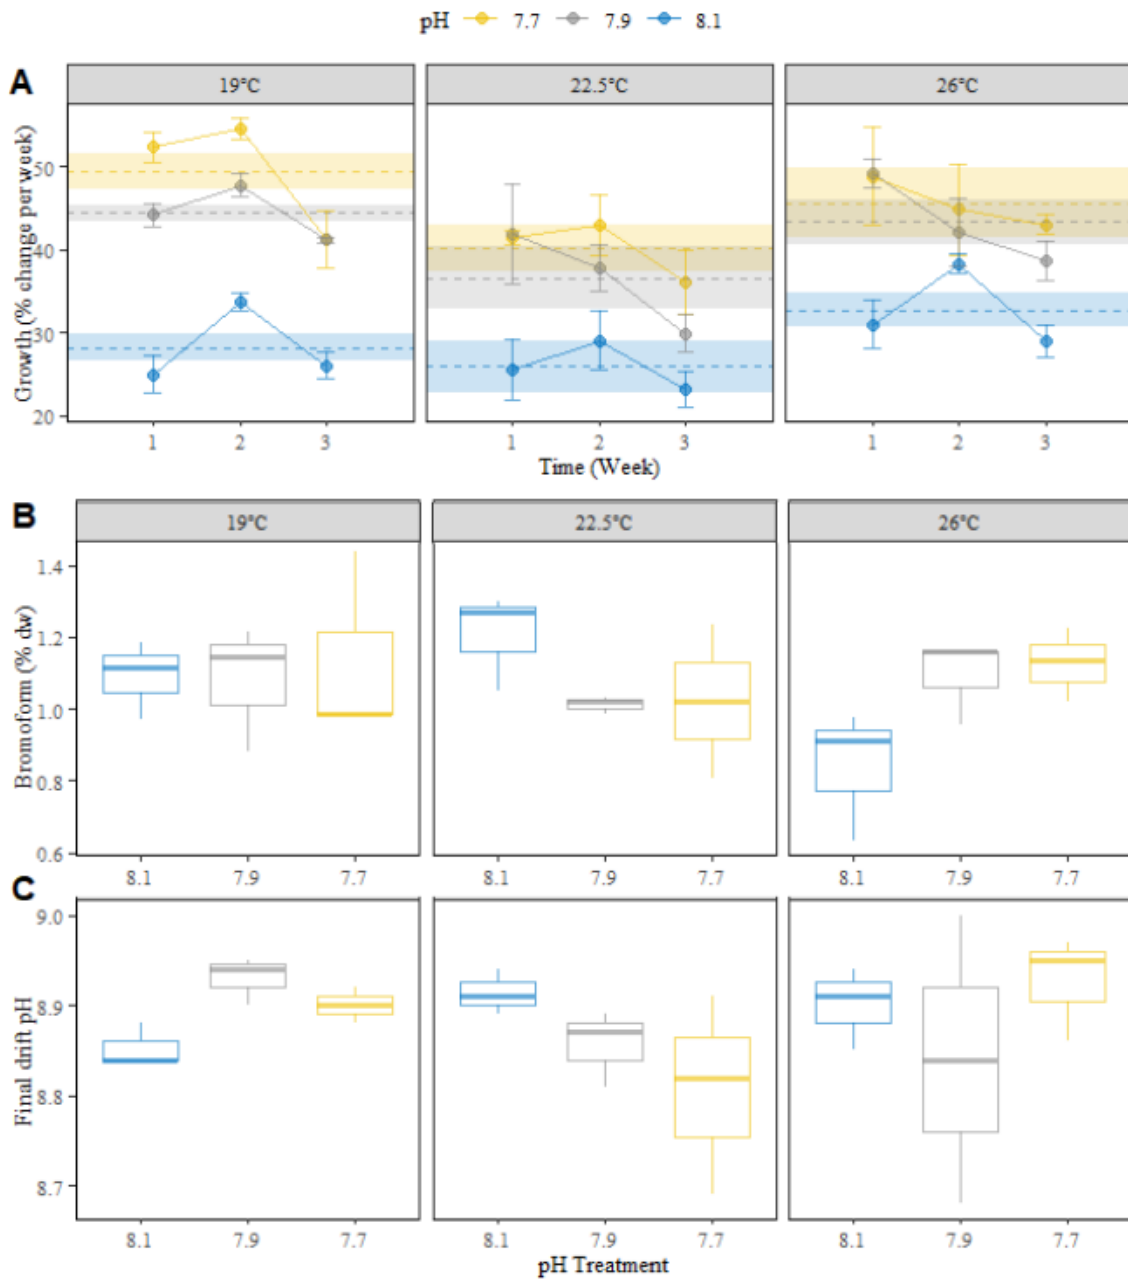 pH 7.7 7.9 8.1
A
19°C 22.5°C 26°C
Growth (% change per week)
50
40
30
20
1 2 3 1 2 3 1 2 3
Time (Week)
B
19°C 22.5°C 26°C
Bromoform (% dw)
1.4
1.2
1.0
0.8
0.6
8.1 7.9 7.7 8.1 7.9 7.7 8.1 7.9 7.7
C
Final drift pH
9.0
8.9
8.8
8.7
8.1 7.9 7.7 8.1 7.9 7.7 8.1 7.9 7.7
pH Treatment